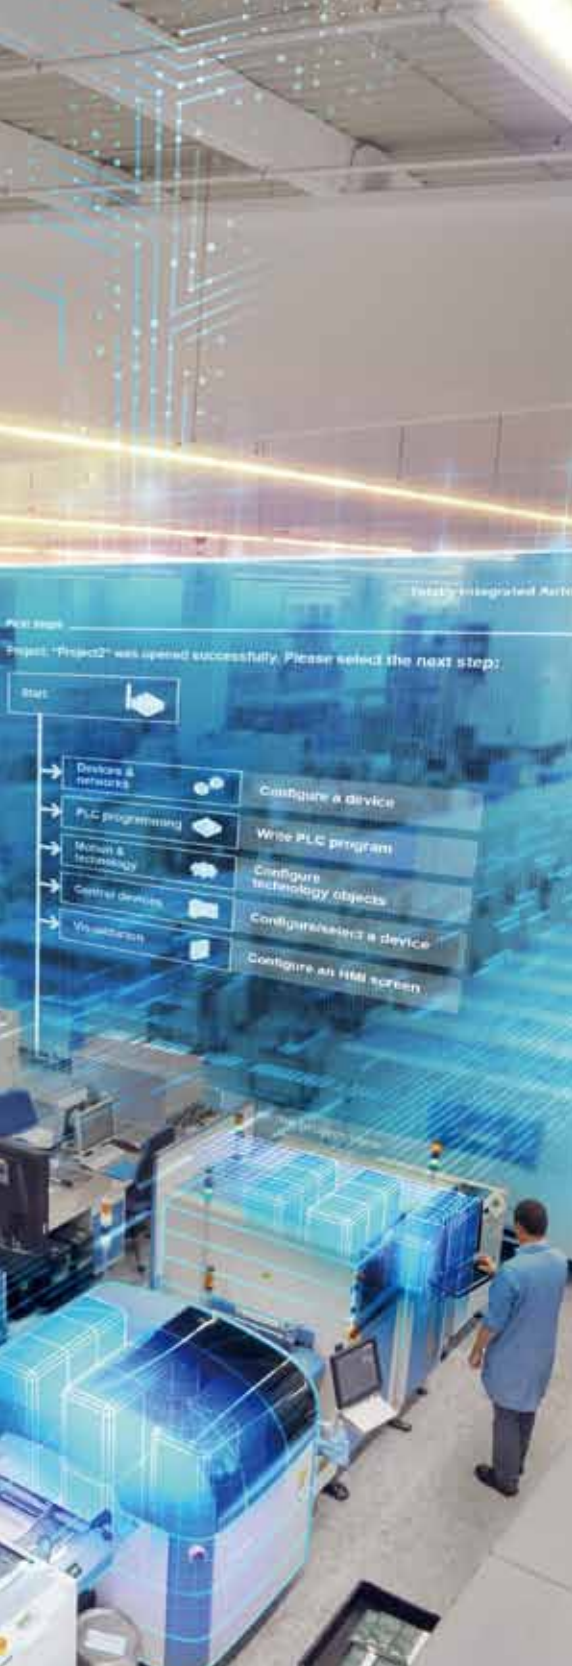 Totally Integrated Auto
Next steps
Project: "Project2" was opened successfully. Please select the next step:
Start
Devices &
networks
Configure a device
PLC programming
Write PLC program
Motion &
technology
Configure
technology objects
Control devices
Configure/select a device
Visualization
Configure an HMI screen